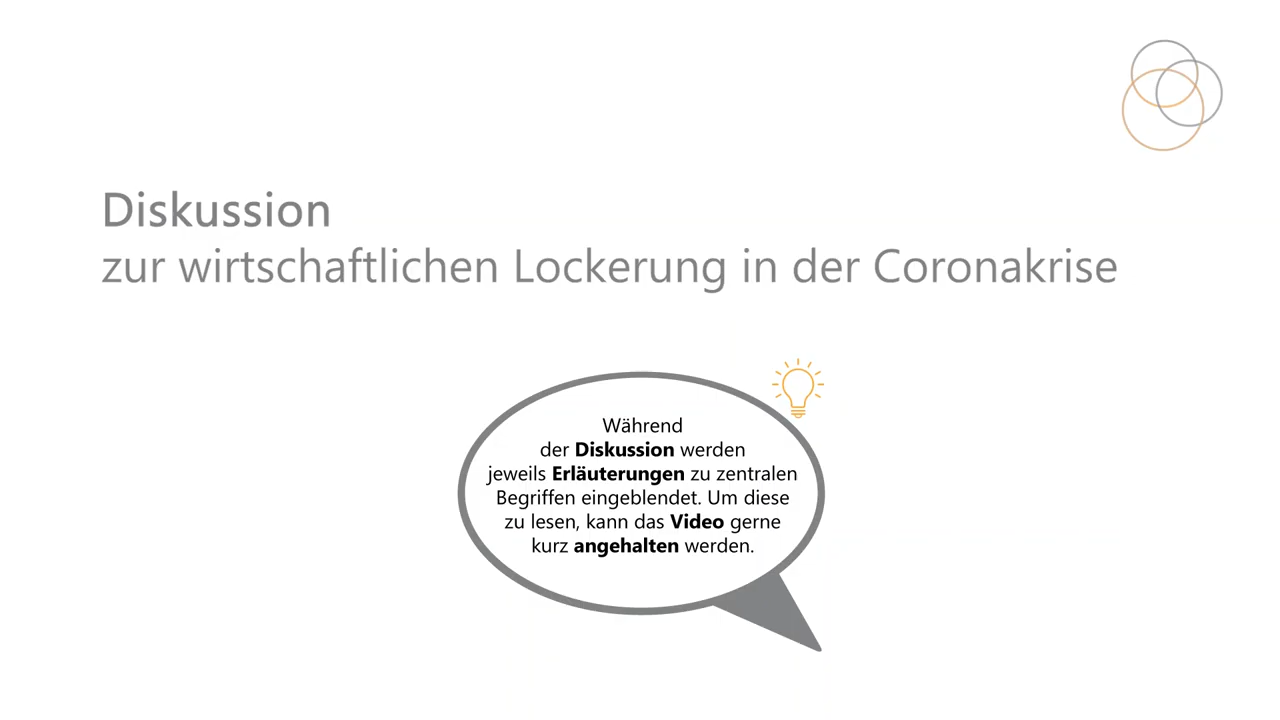 Diskussion
zur wirtschaftlichen Lockerung in der Coronakrise
Während
der Diskussion werden
jeweils Erläuterungen zu zentralen
Begriffen eingeblendet. Um diese
zu lesen, kann das Video gerne
kurz angehalten werden.